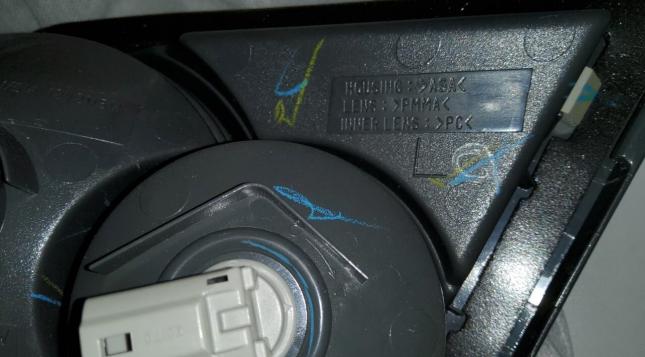 HOUSING:>ASA<
LENS:>PMMA<
INNER LENS:>PC<
L